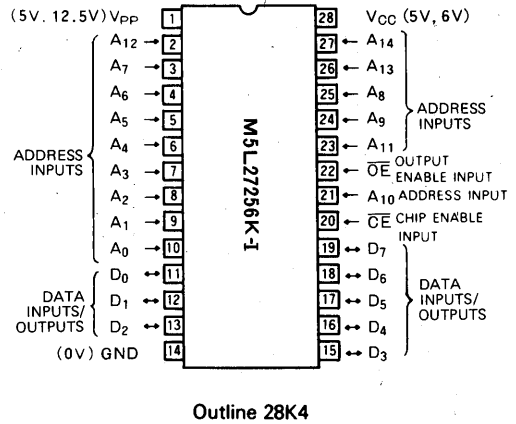 (5V. 12.5V) VPP 1
A12 → 2
A7 → 3
A6 → 4
A5 → 5
A4 → 6
A3 → 7
A2 → 8
A1 → 9
A0 → 10
ADDRESS
INPUTS
D0 ↔ 11
D1 ↔ 12
D2 ↔ 13
DATA
INPUTS/
OUTPUTS
(0V) GND 14
M5L27256K-I
28 VCC (5V, 6V)
27 ← A14
26 ← A13
25 ← A8
24 ← A9
23 ← A11
ADDRESS
INPUTS
22 ← O̅E̅ OUTPUT
ENABLE INPUT
21 ← A10 ADDRESS INPUT
20 ← C̅E̅ CHIP ENABLE
INPUT
19 ↔ D7
18 ↔ D6
17 ↔ D5
16 ↔ D4
15 ↔ D3
DATA
INPUTS/
OUTPUTS
Outline 28K4